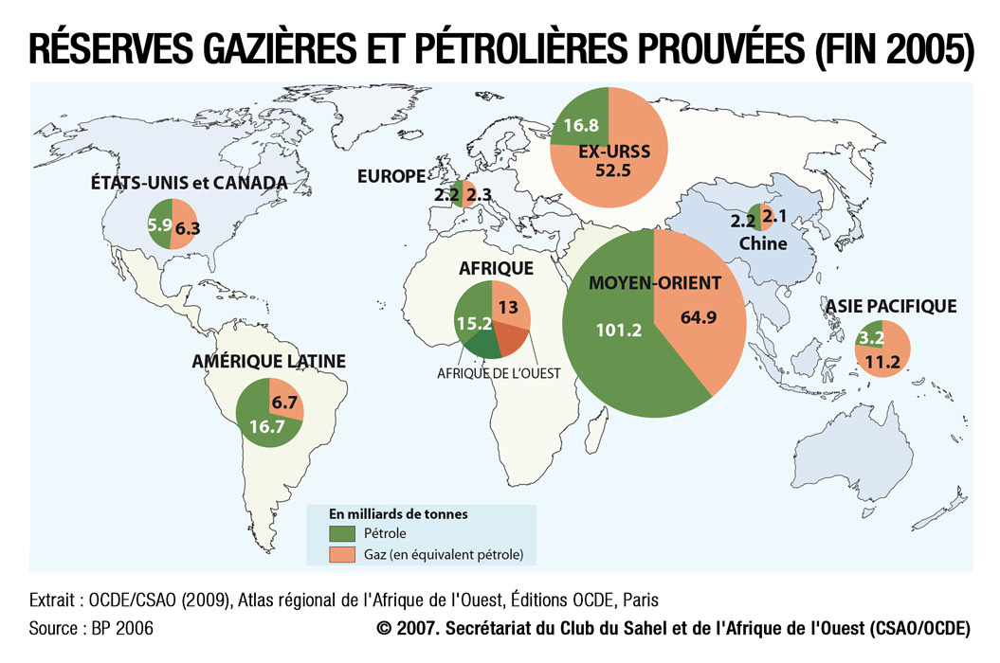 RÉSERVES GAZIÈRES ET PÉTROLIÈRES PROUVÉES (FIN 2005)
16.8
EX-URSS
52.5
EUROPE
2.2 2.3
ÉTATS-UNIS et CANADA
5.9 6.3
2.2 2.1
Chine
AFRIQUE
13
15.2
AFRIQUE DE L'OUEST
MOYEN-ORIENT
101.2
64.9
ASIE PACIFIQUE
3.2
11.2
AMÉRIQUE LATINE
6.7
16.7
En milliards de tonnes
Pétrole
Gaz (en équivalent pétrole)
Extrait : OCDE/CSAO (2009), Atlas régional de l'Afrique de l'Ouest, Éditions OCDE, Paris
Source : BP 2006
© 2007. Secrétariat du Club du Sahel et de l'Afrique de l'Ouest (CSAO/OCDE)